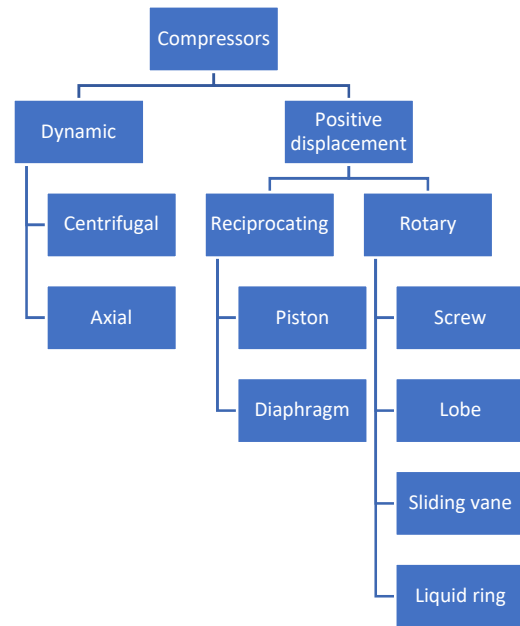 Compressors
Dynamic
Positive
displacement
Centrifugal
Reciprocating
Rotary
Axial
Piston
Screw
Diaphragm
Lobe
Sliding vane
Liquid ring